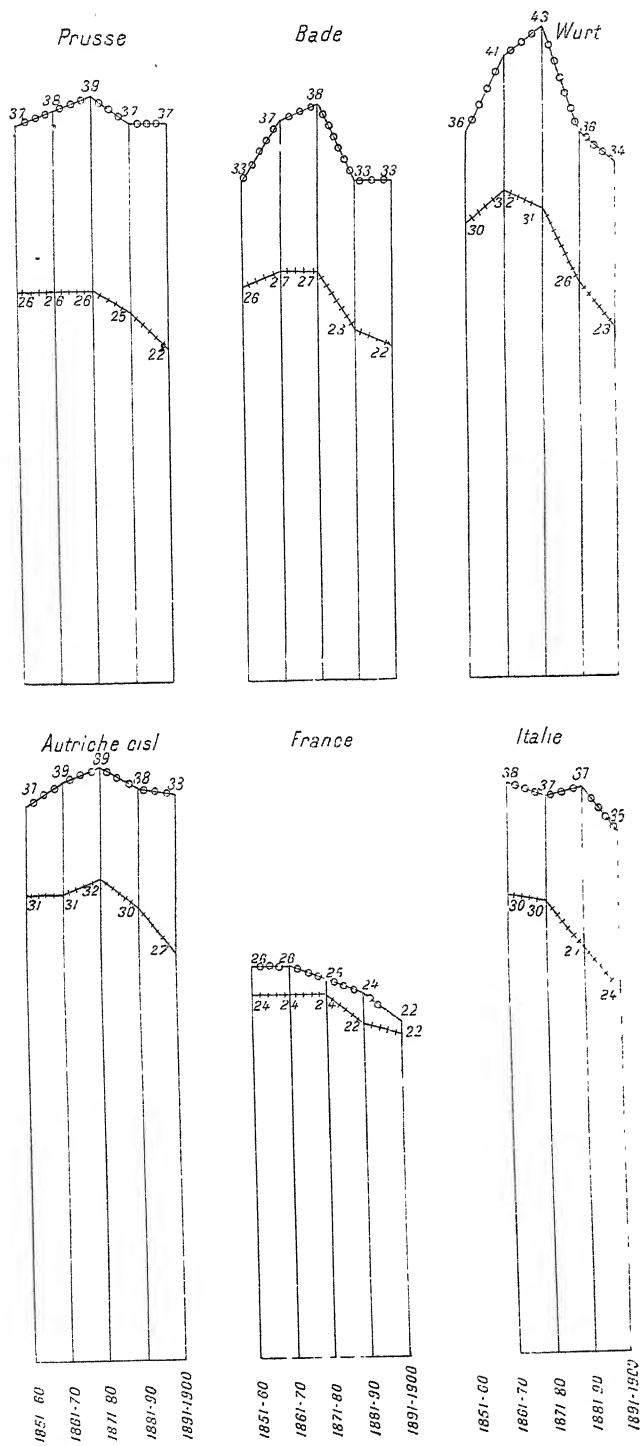 Prusse
37 38 39 37 37
26 26 26 25 22
Bade
33 37 38 33 33
26 27 27 23 22
Wurt
36 41 43 36 34
30 32 31 26 23
Autriche cisl
37 39 39 38 33
31 31 32 30 27
France
26 26 25 24 22
24 24 24 22 22
Italie
38 37 37 35
30 30 27 24
1851-60
1861-70
1871-80
1881-90
1891-1900
1851-60
1861-70
1871-80
1881-90
1891-1900
1851-60
1861-70
1871 80
1881 90
1891-1900